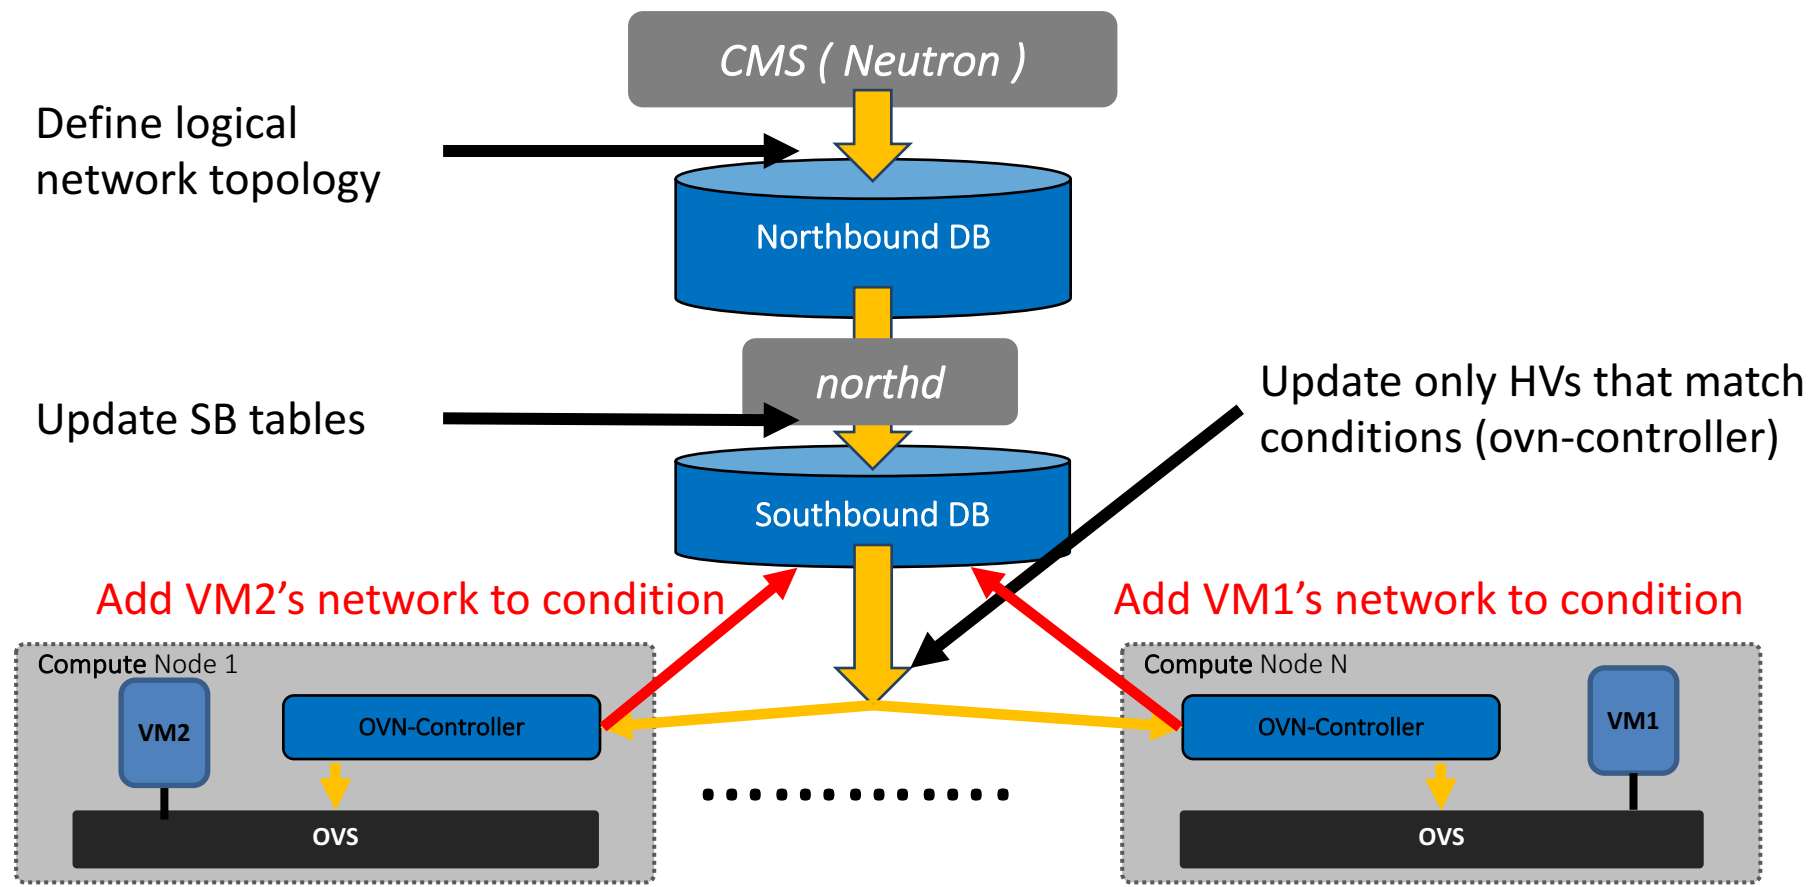 CMS ( Neutron )
Define logical
network topology
Northbound DB
northd
Update SB tables
Update only HVs that match
conditions (ovn-controller)
Southbound DB
Add VM2’s network to condition
Add VM1’s network to condition
Compute Node 1
VM2
OVN-Controller
OVS
Compute Node N
OVN-Controller
VM1
OVS